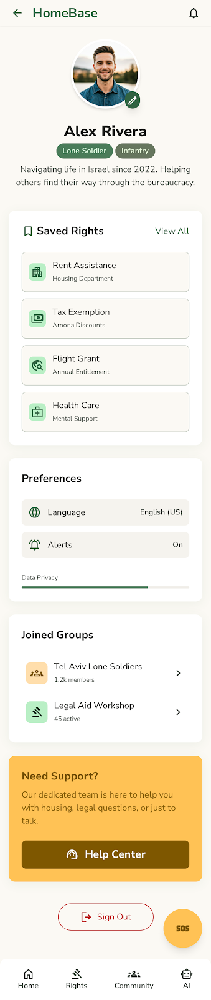 HomeBase
Alex Rivera
Lone Soldier
Infantry
Navigating life in Israel since 2022. Helping
others find their way through the bureaucracy.
Saved Rights
View All
Rent Assistance
Housing Department
Tax Exemption
Arnona Discounts
Flight Grant
Annual Entitlement
Health Care
Mental Support
Preferences
Language
English (US)
Alerts
On
Data Privacy
Joined Groups
Tel Aviv Lone Soldiers
1.2k members
Legal Aid Workshop
45 active
Need Support?
Our dedicated team is here to help you
with housing, legal questions, or just to
talk.
Help Center
Sign Out
SOS
Home
Rights
Community
AI